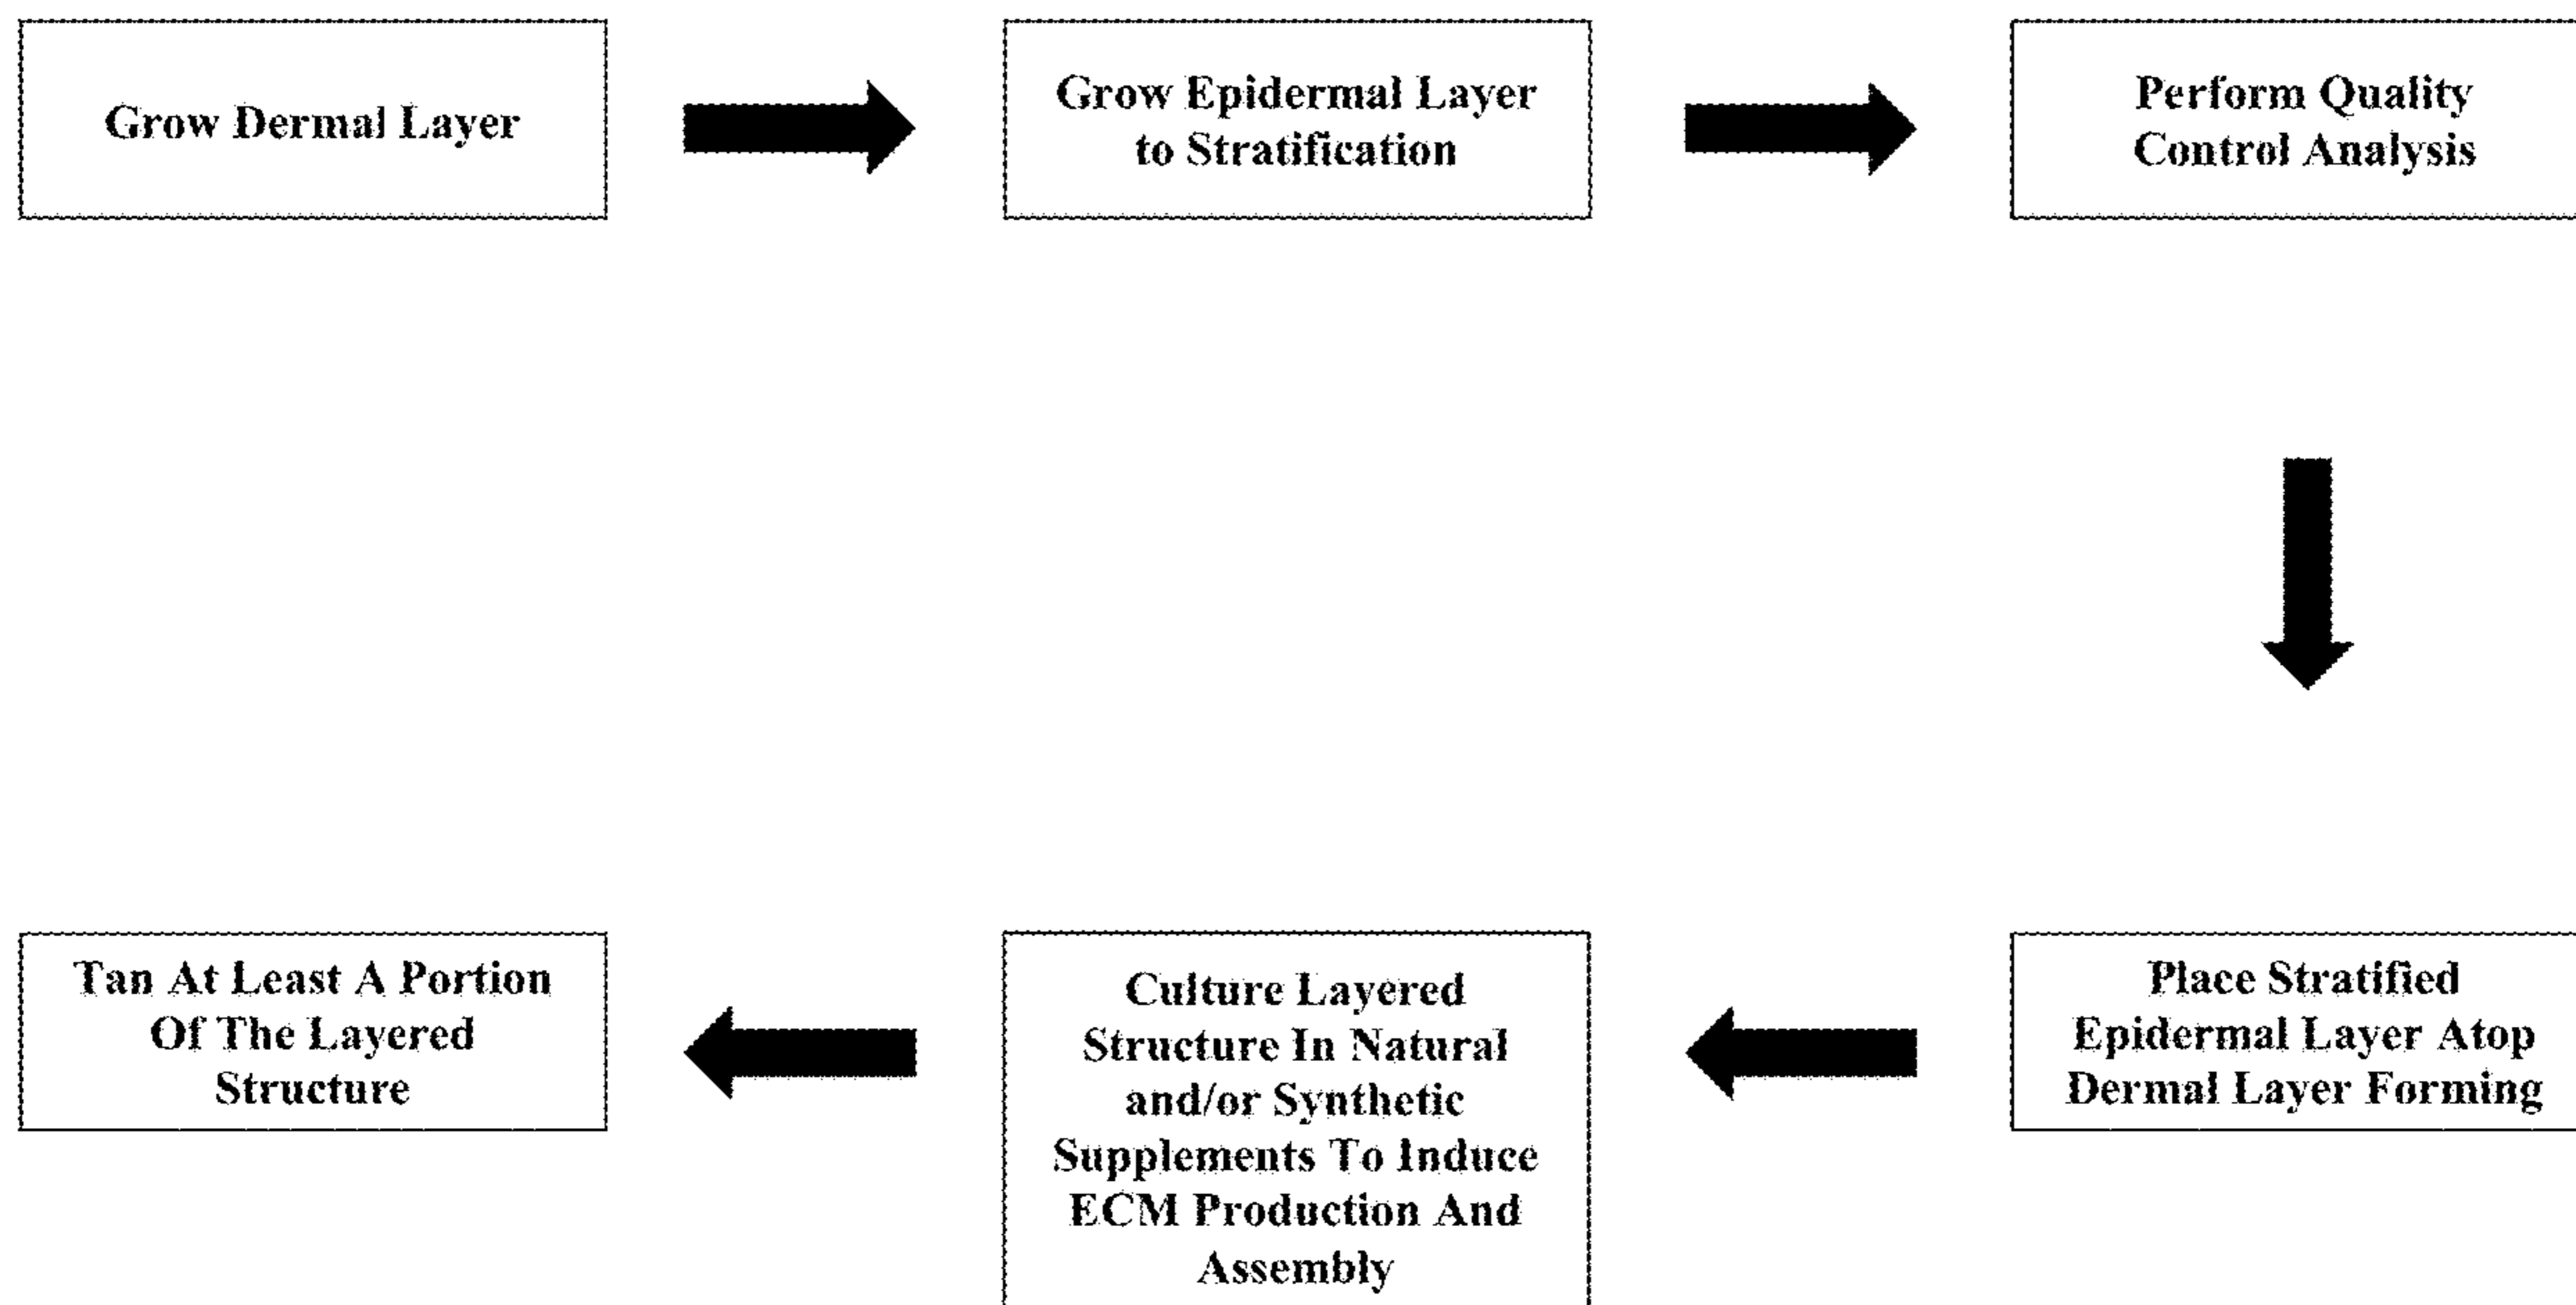 Grow Dermal Layer
Grow Epidermal Layer
to Stratification
Perform Quality
Control Analysis
Place Stratified
Epidermal Layer Atop
Dermal Layer Forming
Culture Layered
Structure In Natural
and/or Synthetic
Supplements To Induce
ECM Production And
Assembly
Tan At Least A Portion
Of The Layered
Structure